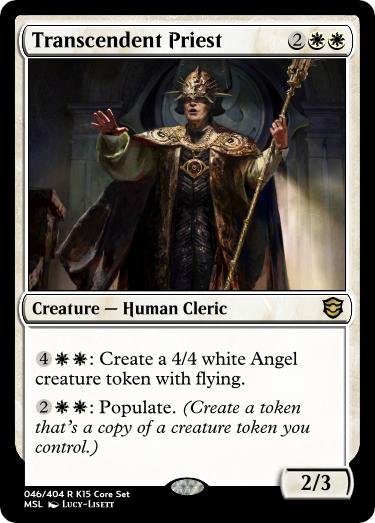 Transcendent Priest 2
Creature — Human Cleric
4: Create a 4/4 white Angel
creature token with flying.
2: Populate. (Create a token
that's a copy of a creature token you
control.)
2/3
046/404 R K15 Core Set
MSL Lucy-Lisett